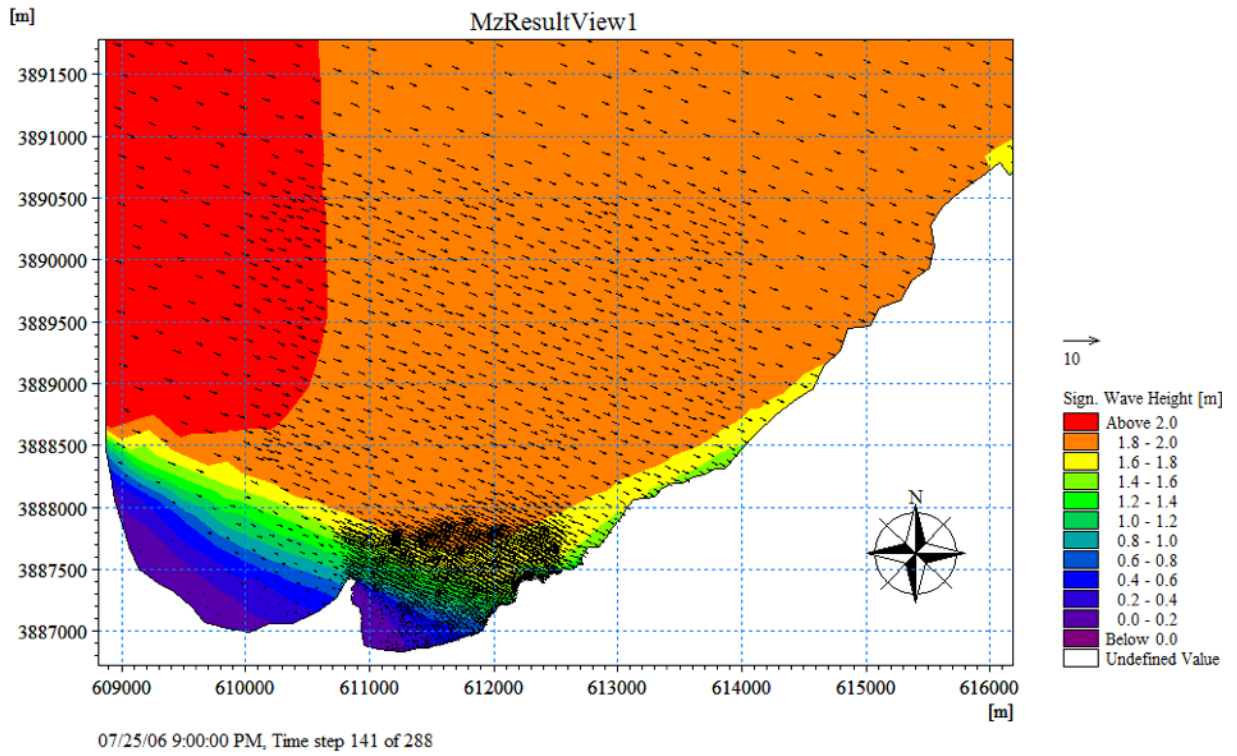 [m]
MzResultView1
3891500
3891000
3890500
3890000
3889500
3889000
3888500
3888000
3887500
3887000
609000 610000 611000 612000 613000 614000 615000 616000
[m]
N
10
Sign. Wave Height [m]
Above 2.0
1.8 - 2.0
1.6 - 1.8
1.4 - 1.6
1.2 - 1.4
1.0 - 1.2
0.8 - 1.0
0.6 - 0.8
0.4 - 0.6
0.2 - 0.4
0.0 - 0.2
Below 0.0
Undefined Value
07/25/06 9:00:00 PM, Time step 141 of 288